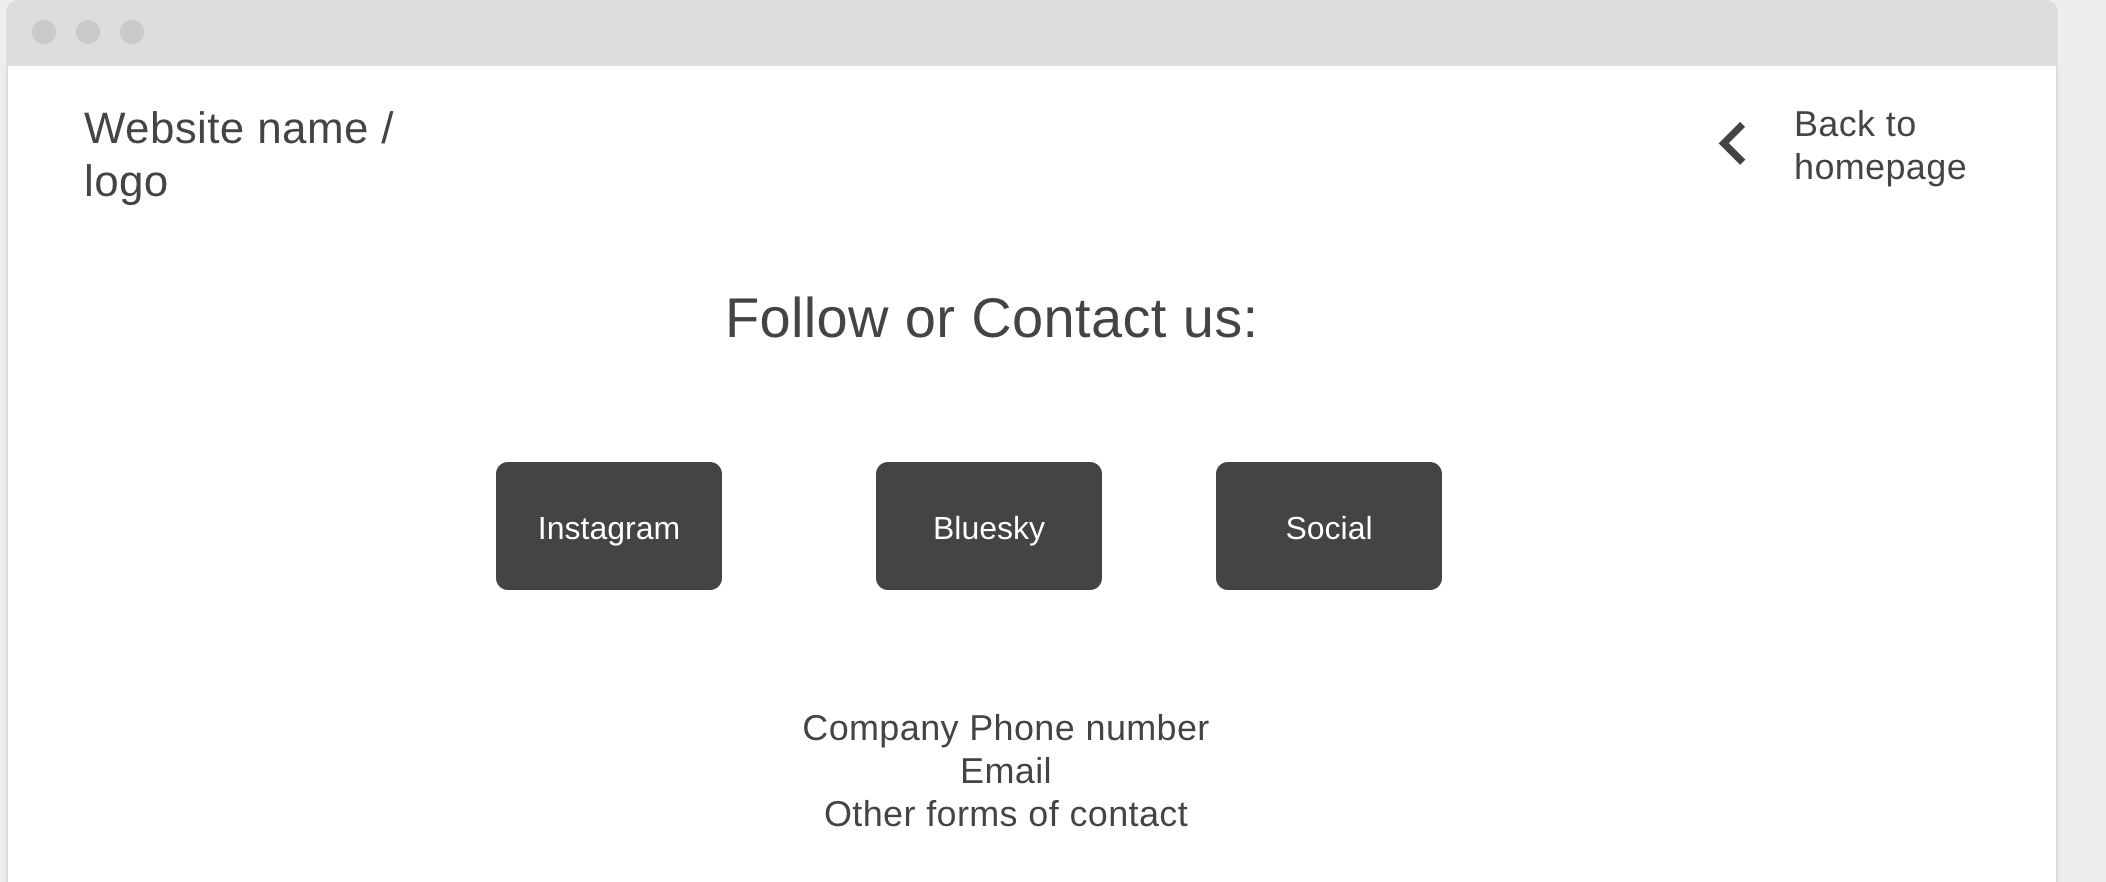 Website name /
logo
Back to
homepage
Follow or Contact us:
Instagram
Bluesky
Social
Company Phone number
Email
Other forms of contact